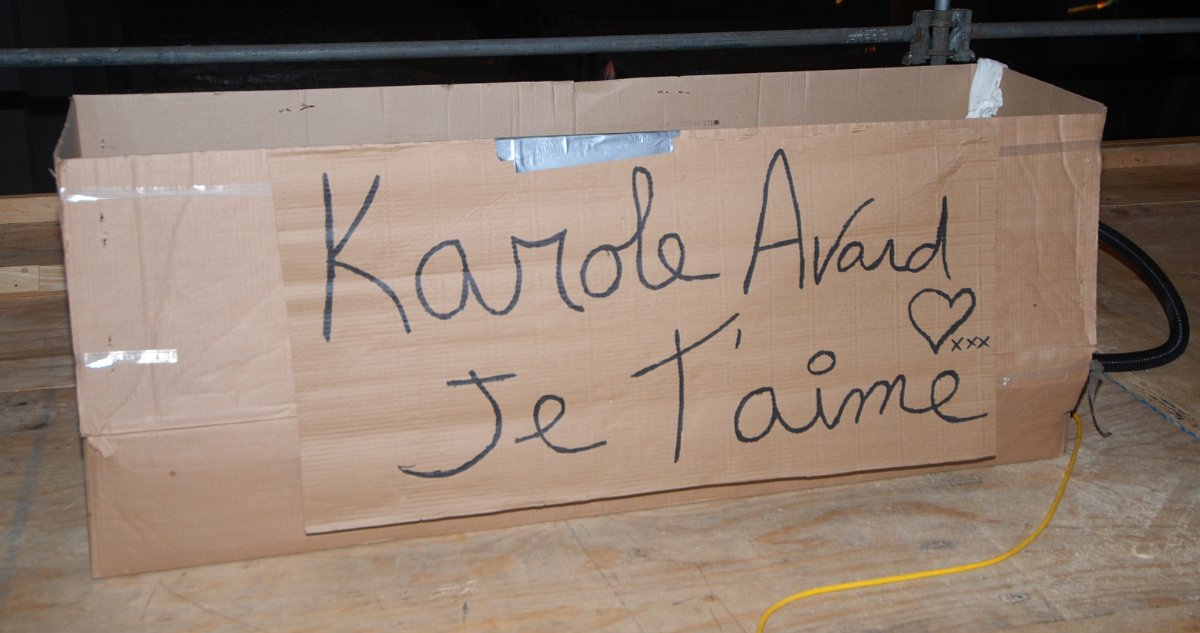 Karole Avard
♡xxx
Je T'aime